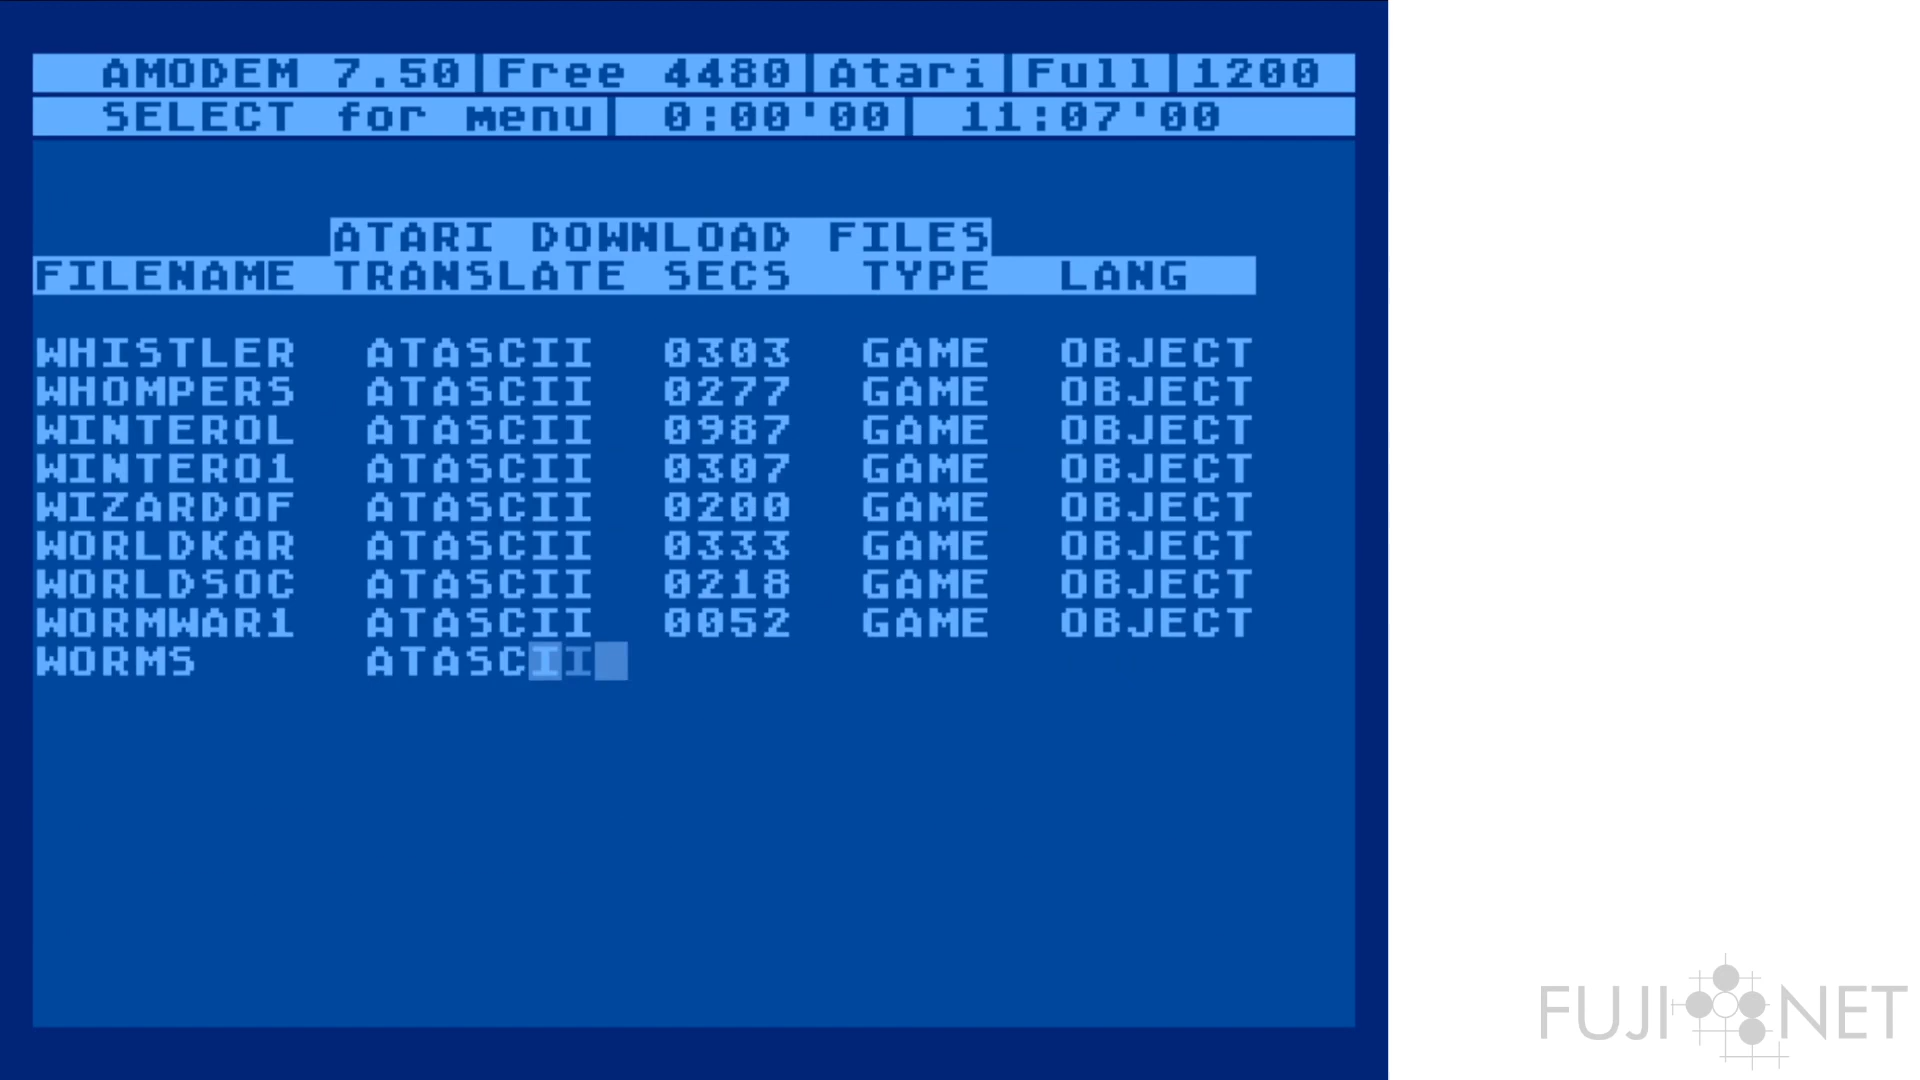 AMODEM 7.50|Free 4480|Atari|Full|1200
SELECT for menu| 0:00'00| 11:07'00
ATARI DOWNLOAD FILES
FILENAME TRANSLATE SECS TYPE LANG
WHISTLER ATASCII 0303 GAME OBJECT
WHOMPERS ATASCII 0277 GAME OBJECT
WINTEROL ATASCII 0987 GAME OBJECT
WINTERO1 ATASCII 0307 GAME OBJECT
WIZARDOF ATASCII 0200 GAME OBJECT
WORLDKAR ATASCII 0333 GAME OBJECT
WORLDSOC ATASCII 0218 GAME OBJECT
WORMWAR1 ATASCII 0052 GAME OBJECT
WORMS ATASCII
FUJINET